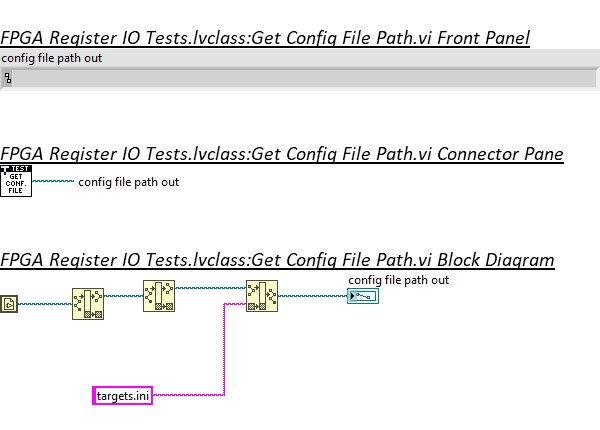 FPGA Register IO Tests.lvclass:Get Config File Path.vi Front Panel
config file path out
FPGA Register IO Tests.lvclass:Get Config File Path.vi Connector Pane
TEST
GET
CONF.
FILE
config file path out
FPGA Register IO Tests.lvclass:Get Config File Path.vi Block Diagram
config file path out
targets.ini